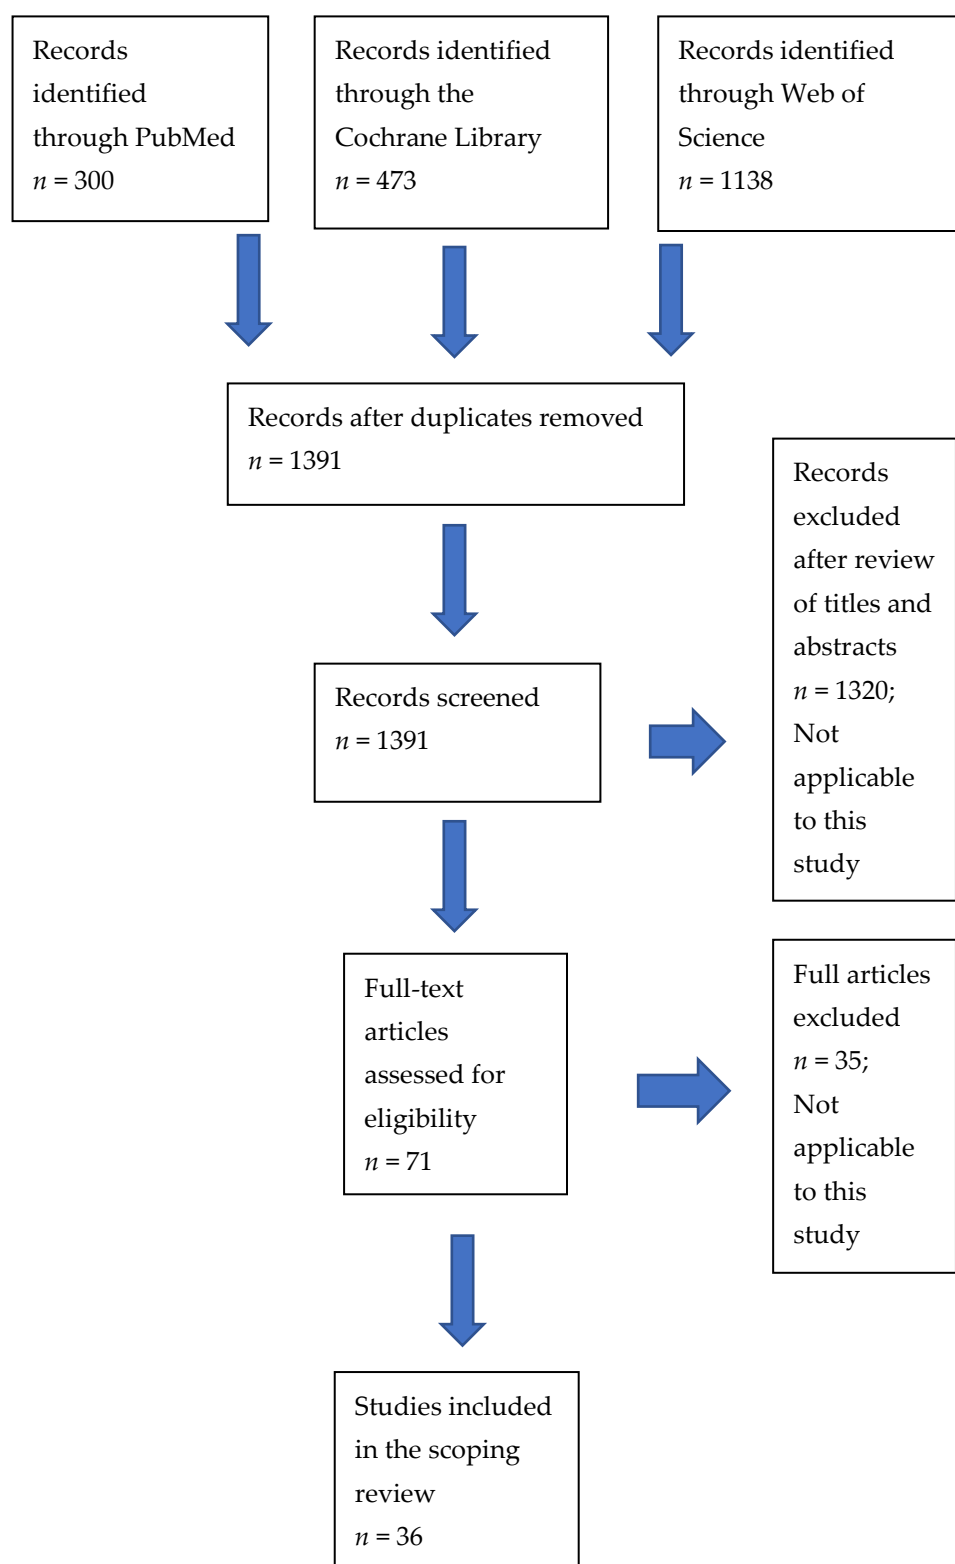 Records
identified
through PubMed
n = 300
Records identified
through the
Cochrane Library
n = 473
Records identified
through Web of
Science
n = 1138
Records after duplicates removed
n = 1391
Records screened
n = 1391
Records
excluded
after review
of titles and
abstracts
n = 1320;
Not
applicable
to this
study
Full-text
articles
assessed for
eligibility
n = 71
Full articles
excluded
n = 35;
Not
applicable
to this
study
Studies included
in the scoping
review
n = 36